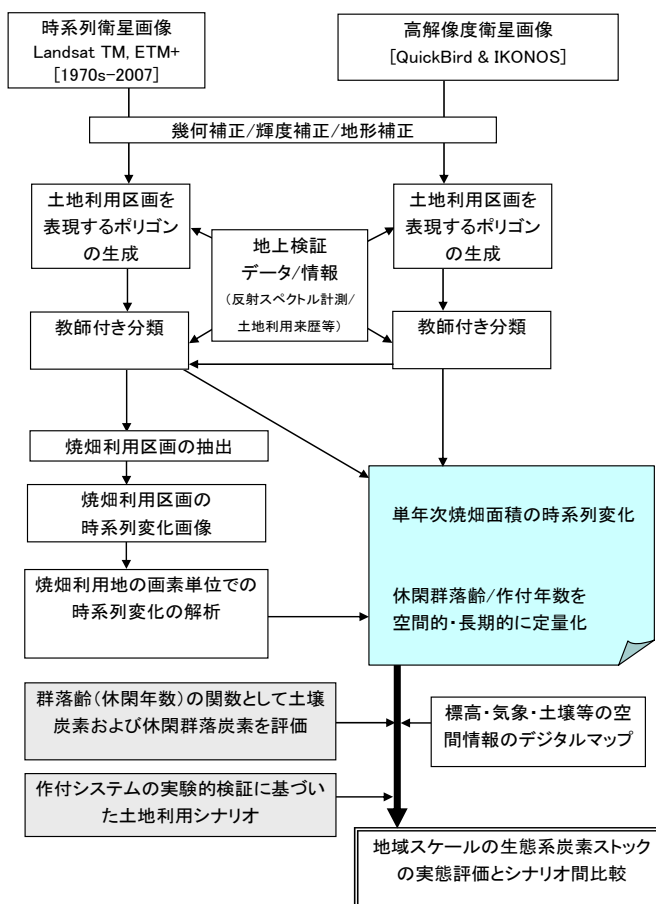 時系列衛星画像
Landsat TM, ETM+
[1970s-2007]
高解像度衛星画像
[QuickBird & IKONOS]
幾何補正/輝度補正/地形補正
土地利用区画を
表現するポリゴン
の生成
地上検証
データ/情報
(反射スペクトル計測/
土地利用来歴等)
土地利用区画を
表現するポリゴン
の生成
教師付き分類
教師付き分類
焼畑利用区画の抽出
焼畑利用区画の
時系列変化画像
焼畑利用地の画素単位での
時系列変化の解析
単年次焼畑面積の時系列変化
休閑群落齢/作付年数を
空間的・長期的に定量化
群落齢(休閑年数)の関数として土壌
炭素および休閑群落炭素を評価
標高・気象・土壌等の空
間情報のデジタルマップ
作付システムの実験的検証に基づい
た土地利用シナリオ
地域スケールの生態系炭素ストック
の実態評価とシナリオ間比較